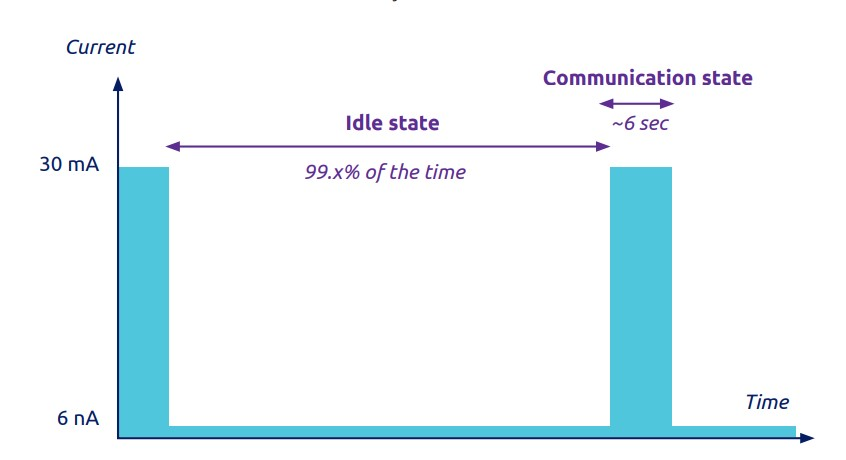 Current
Communication state
~6 sec
Idle state
99.x% of the time
30 mA
6 nA
Time